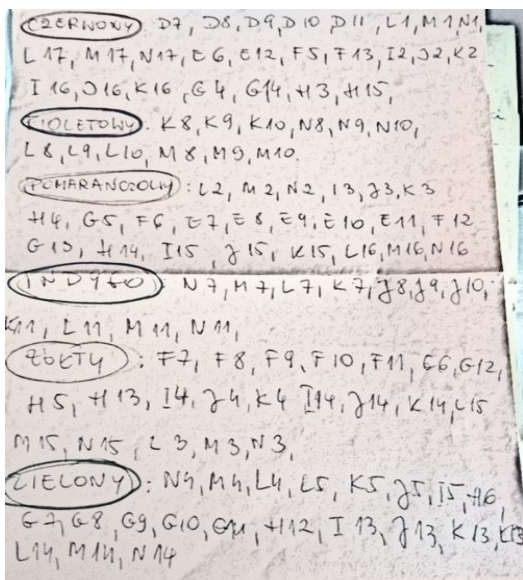 CZERWONY: D7, D8, D9, D10 D11, L1, M1, N1,
L17, M17, N17, E6, E12, F5, F13, I2, J2, K2
I16, J16, K16, G4, G14, H3, H15,
FIOLETOWY: K8, K9, K10, N8, N9, N10,
L8, L9, L10, M8, M9, M10.
POMARAŃCZOWY: L2, M2, N2, I3, J3, K3
H4, G5, F6, E7, E8, E9, E10, E11, F12
G13, H14, I15, J15, K15, L16, M16, N16
INDYGO: N7, M7, L7, K7, J8, J9, J10,
K11, L11, M11, N11,
ŻÓŁTY: F7, F8, F9, F10, F11, G6, G12,
H5, H13, I4, J4, K4 I14, J14, K14, L15
M15, N15, L3, M3, N3,
ZIELONY: N4, M4, L4, L5, K5, J5, I5, H6,
G7, G8, G9, G10, G11, H12, I13, J13, K13, K13
L14, M14, N14